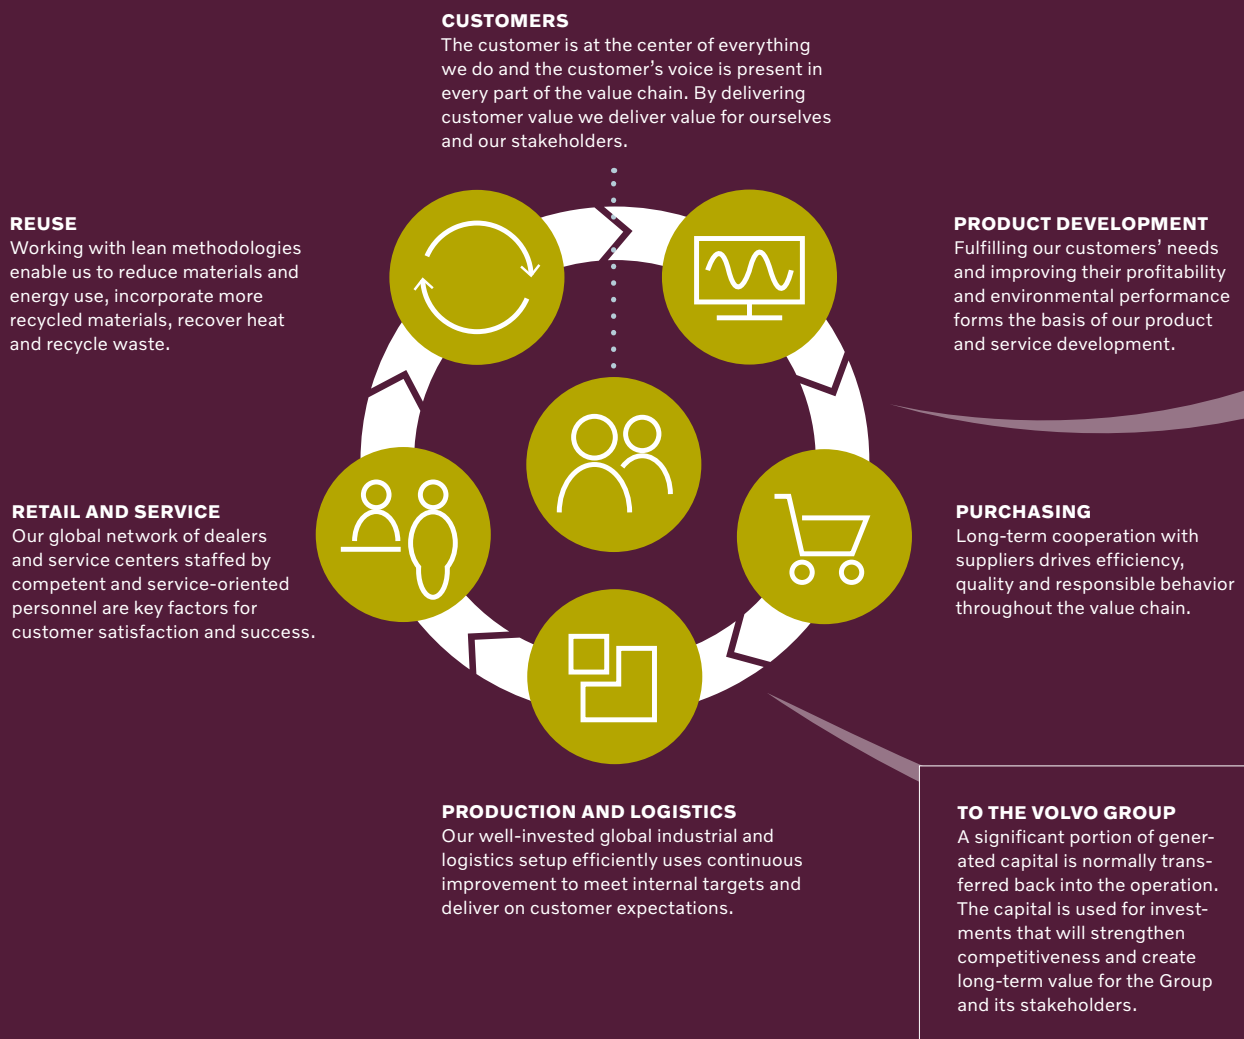 CUSTOMERS
The customer is at the center of everything
we do and the customer’s voice is present in
every part of the value chain. By delivering
customer value we deliver value for ourselves
and our stakeholders.
REUSE
Working with lean methodologies
enable us to reduce materials and
energy use, incorporate more
recycled materials, recover heat
and recycle waste.
PRODUCT DEVELOPMENT
Fulfilling our customers’ needs
and improving their profitability
and environmental performance
forms the basis of our product
and service development.
RETAIL AND SERVICE
Our global network of dealers
and service centers staffed by
competent and service-oriented
personnel are key factors for
customer satisfaction and success.
PURCHASING
Long-term cooperation with
suppliers drives efficiency,
quality and responsible behavior
throughout the value chain.
PRODUCTION AND LOGISTICS
Our well-invested global industrial and
logistics setup efficiently uses continuous
improvement to meet internal targets and
deliver on customer expectations.
TO THE VOLVO GROUP
A significant portion of gener-
ated capital is normally trans-
ferred back into the operation.
The capital is used for invest-
ments that will strengthen
competitiveness and create
long-term value for the Group
and its stakeholders.